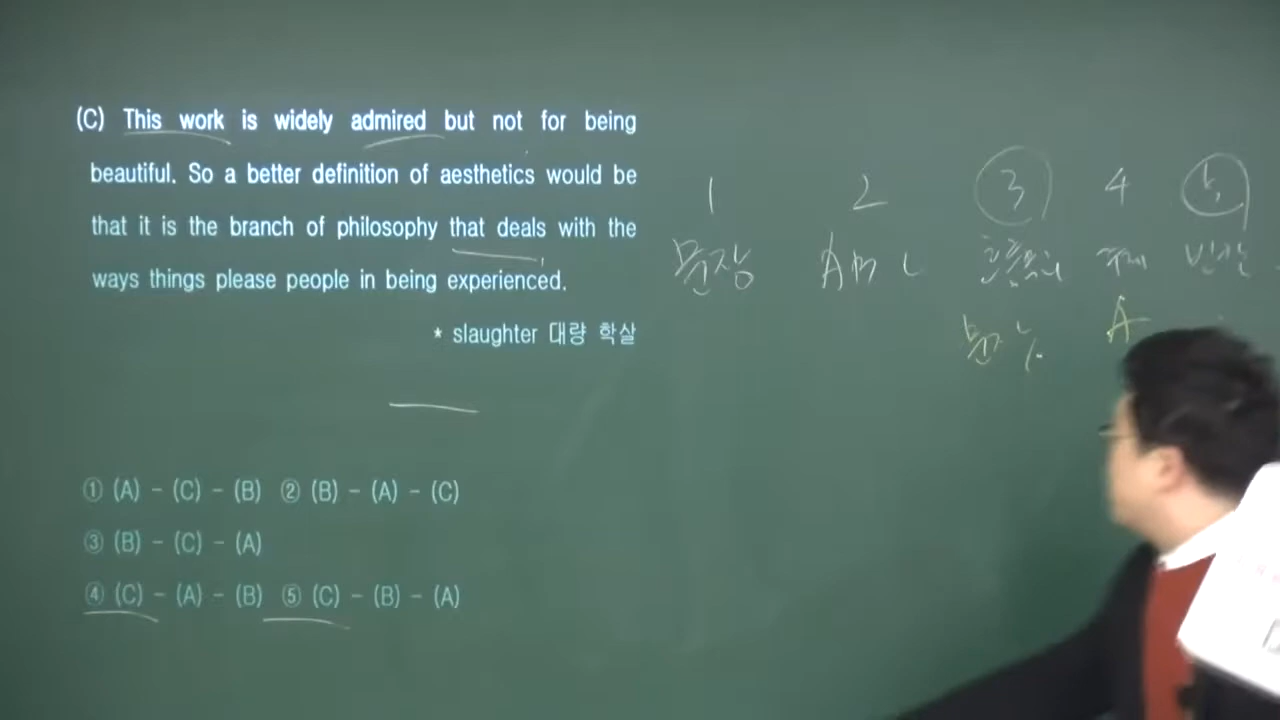 (C) This work is widely admired but not for being
beautiful. So a better definition of aesthetics would be
that it is the branch of philosophy that deals with the
ways things please people in being experienced.
* slaughter 대량 학살
① (A) - (C) - (B) ② (B) - (A) - (C)
③ (B) - (C) - (A)
④ (C) - (A) - (B) ⑤ (C) - (B) - (A)
1 2 3 4 5
문장
A